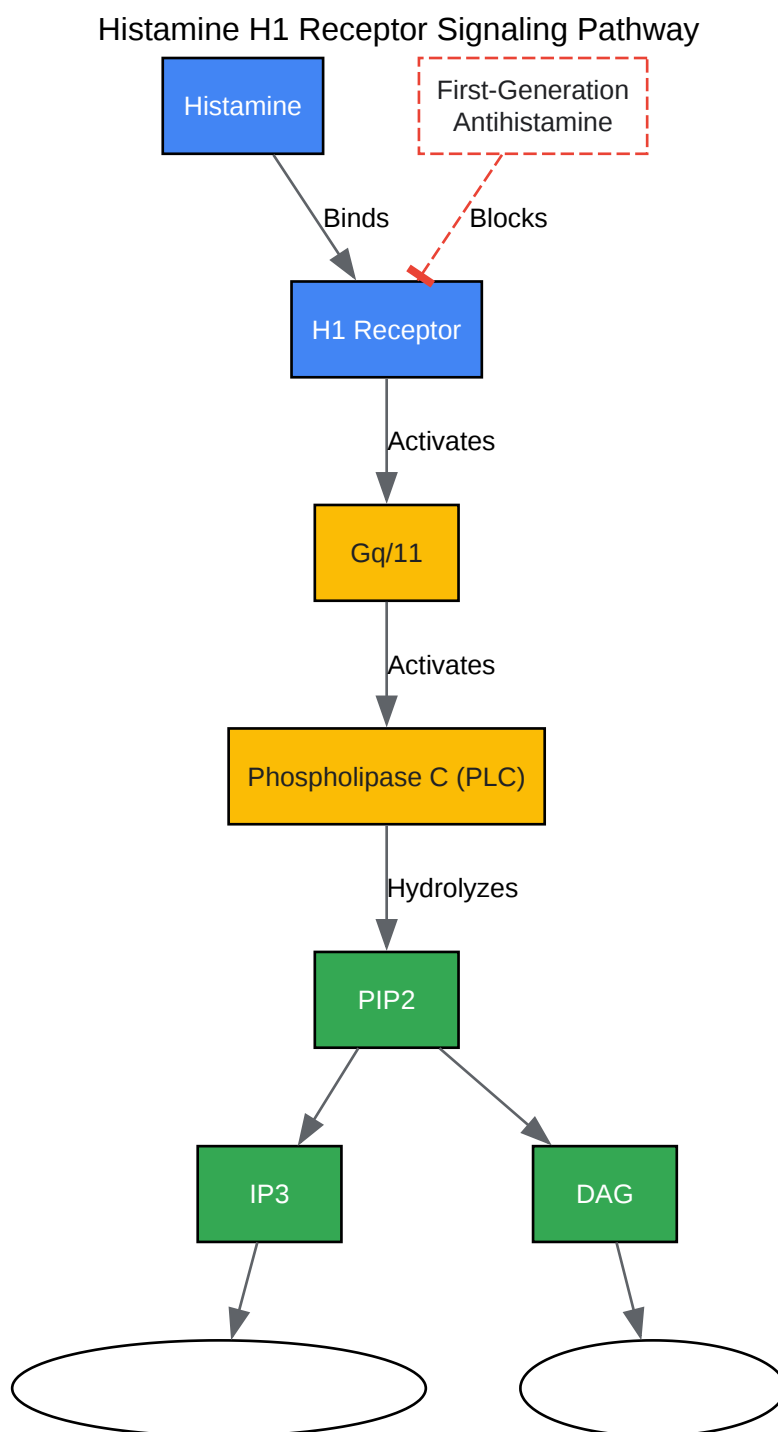 Histamine H1 Receptor Signaling Pathway
Histamine
First-Generation
Antihistamine
Binds
Blocks
H1 Receptor
Activates
Gq/11
Activates
Phospholipase C (PLC)
Hydrolyzes
PIP2
IP3
DAG